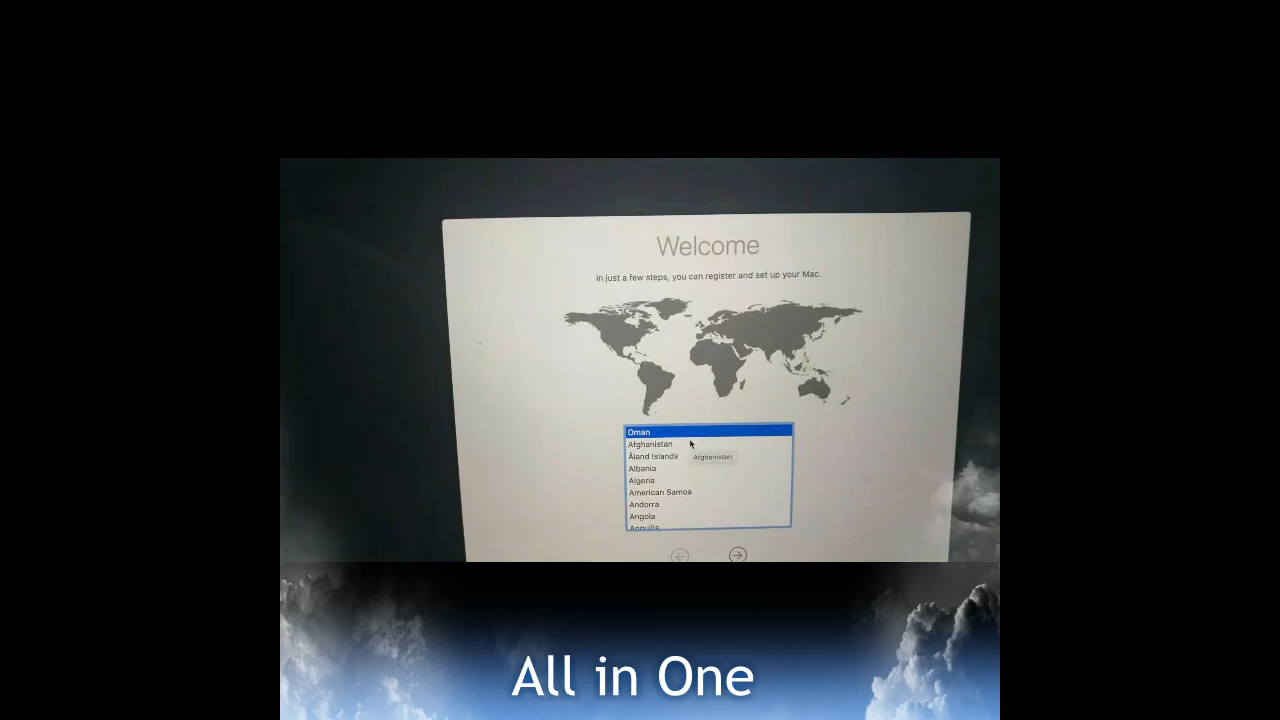 Welcome
In just a few steps, you can register and set up your Mac.
Oman
Afghanistan
Åland Islands
Afghanistan
Albania
Algeria
American Samoa
Andorra
Angola
Anguilla
All in One